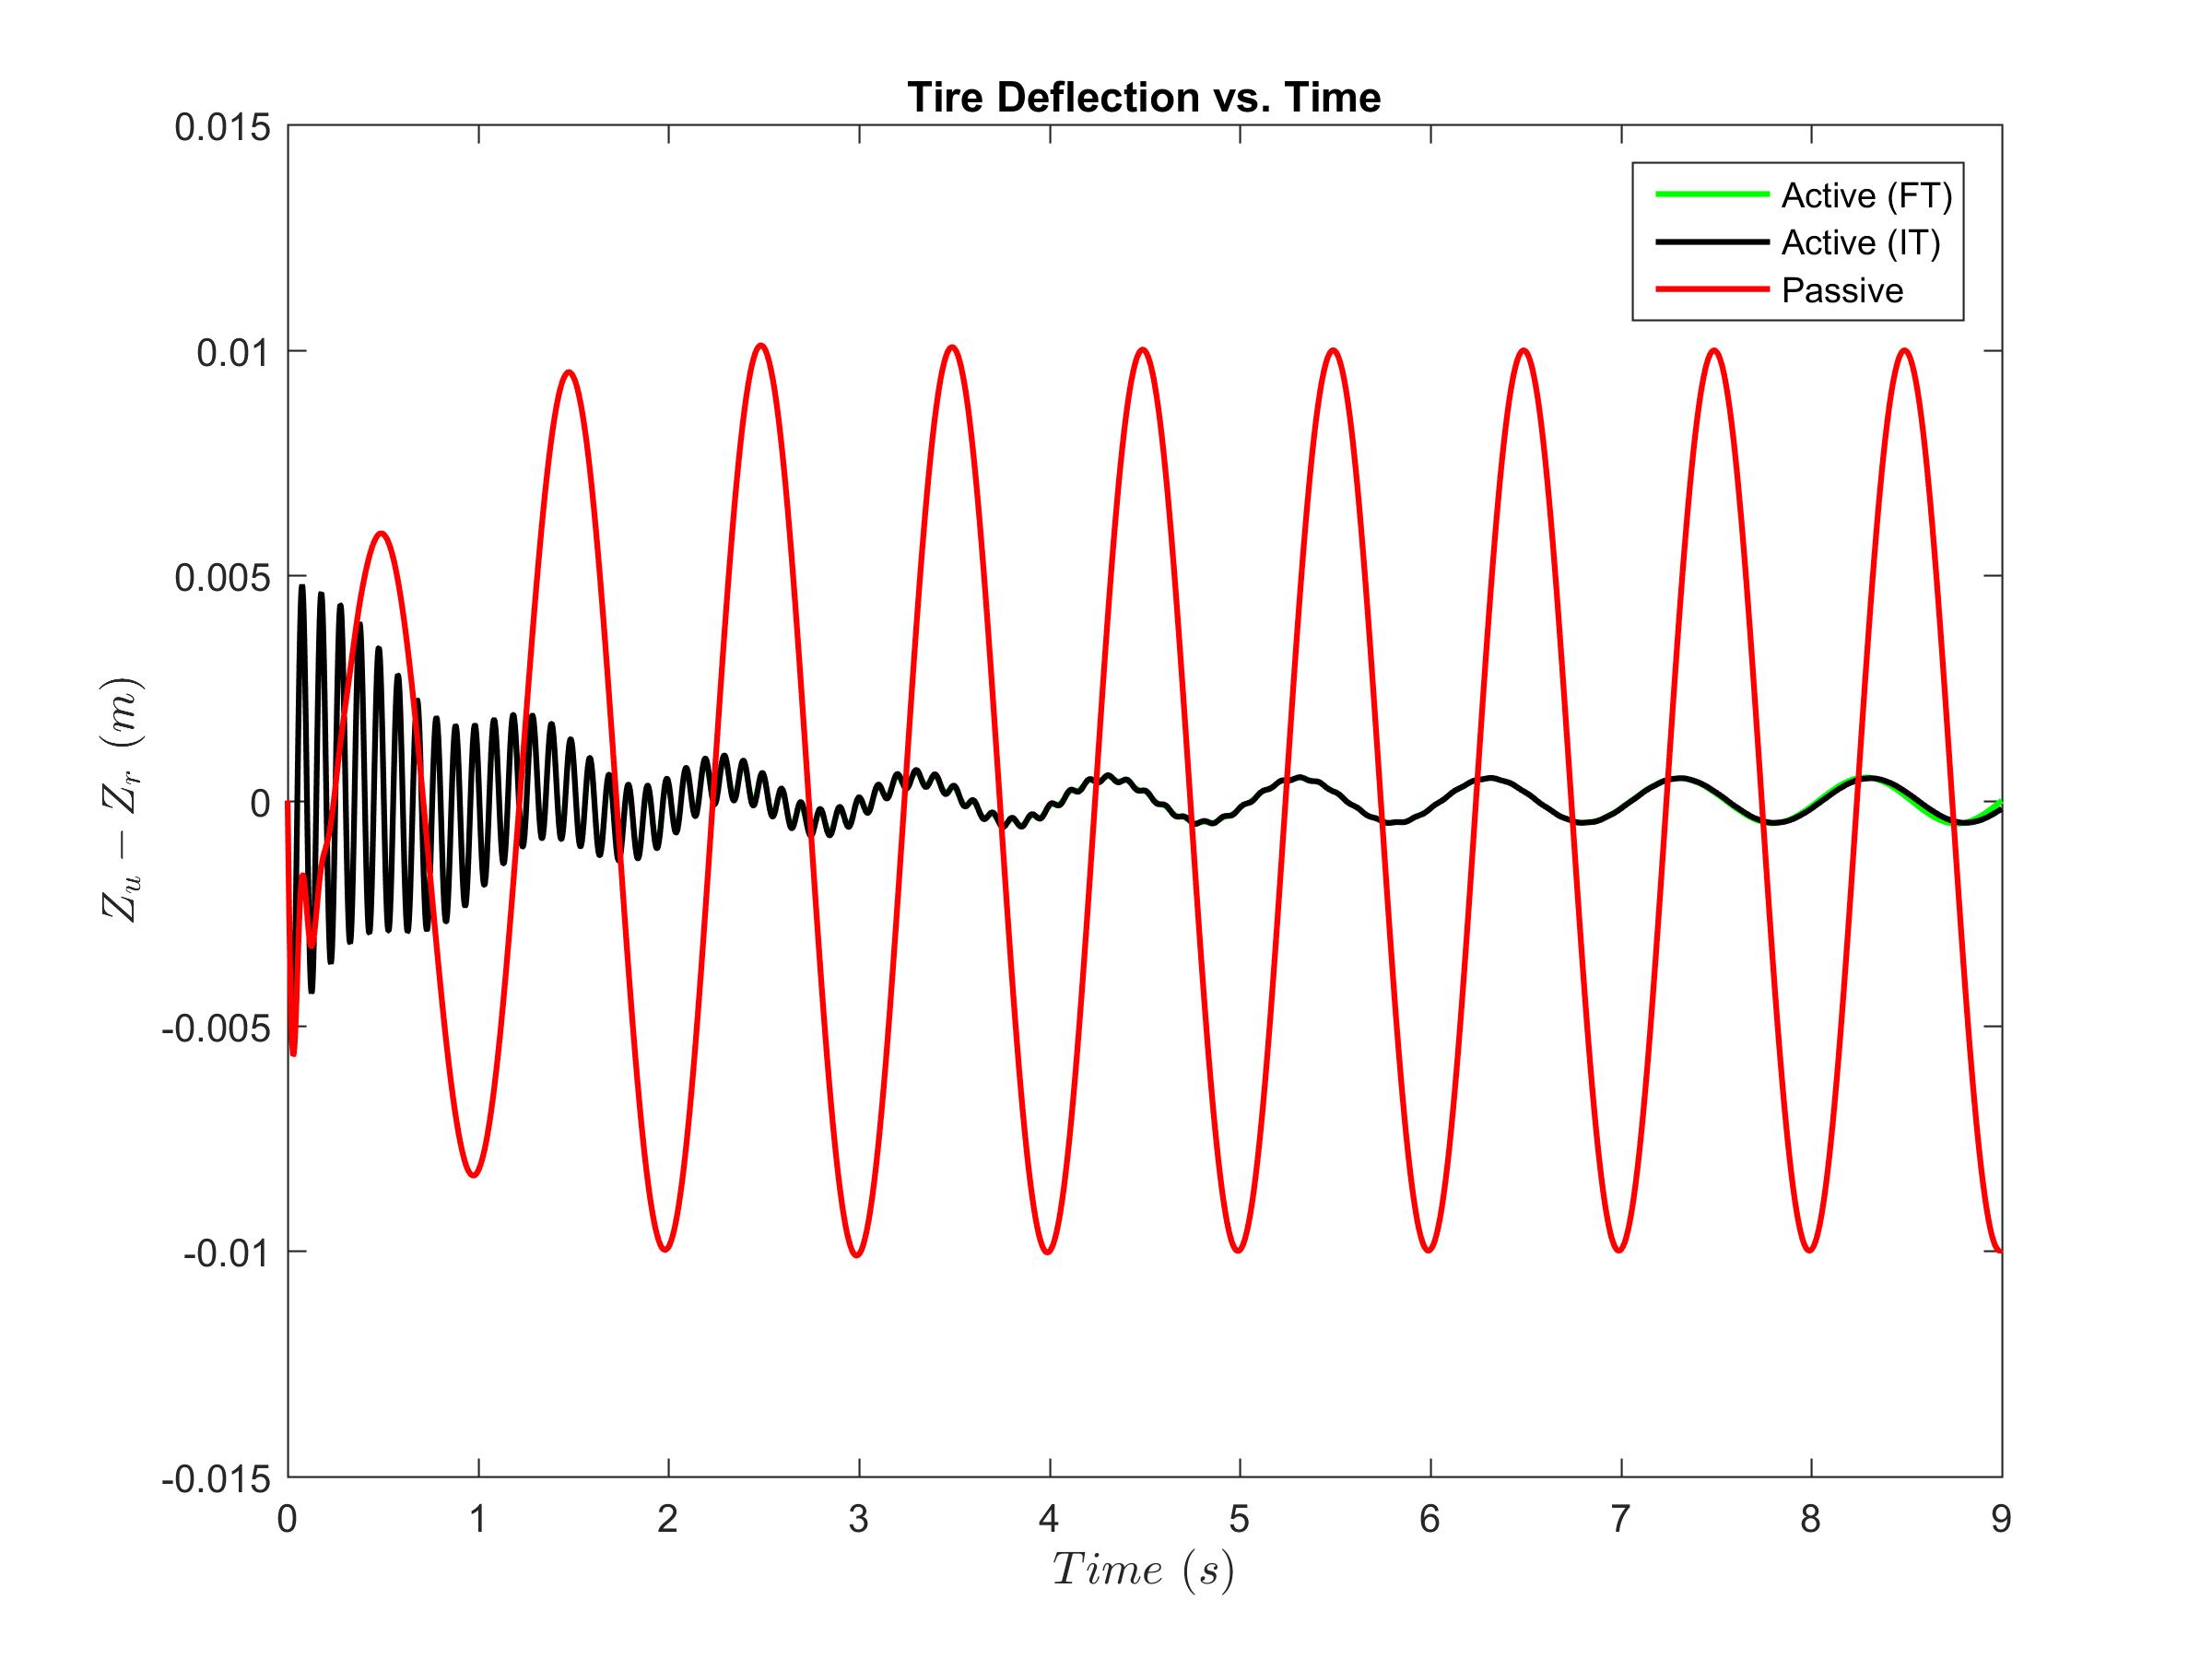 Tire Deflection vs. Time
0.015
0.01
0.005
0
-0.005
-0.01
-0.015
Z_u − Z_r (m)
Active (FT)
Active (IT)
Passive
0 1 2 3 4 5 6 7 8 9
Time (s)